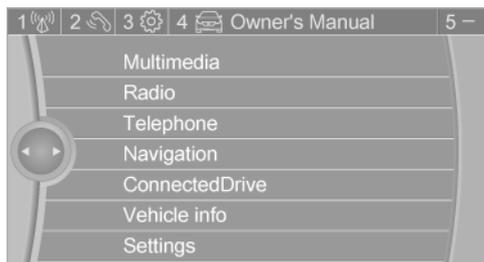 1 2 3 4 Owner's Manual 5 –
Multimedia
Radio
Telephone
Navigation
ConnectedDrive
Vehicle info
Settings